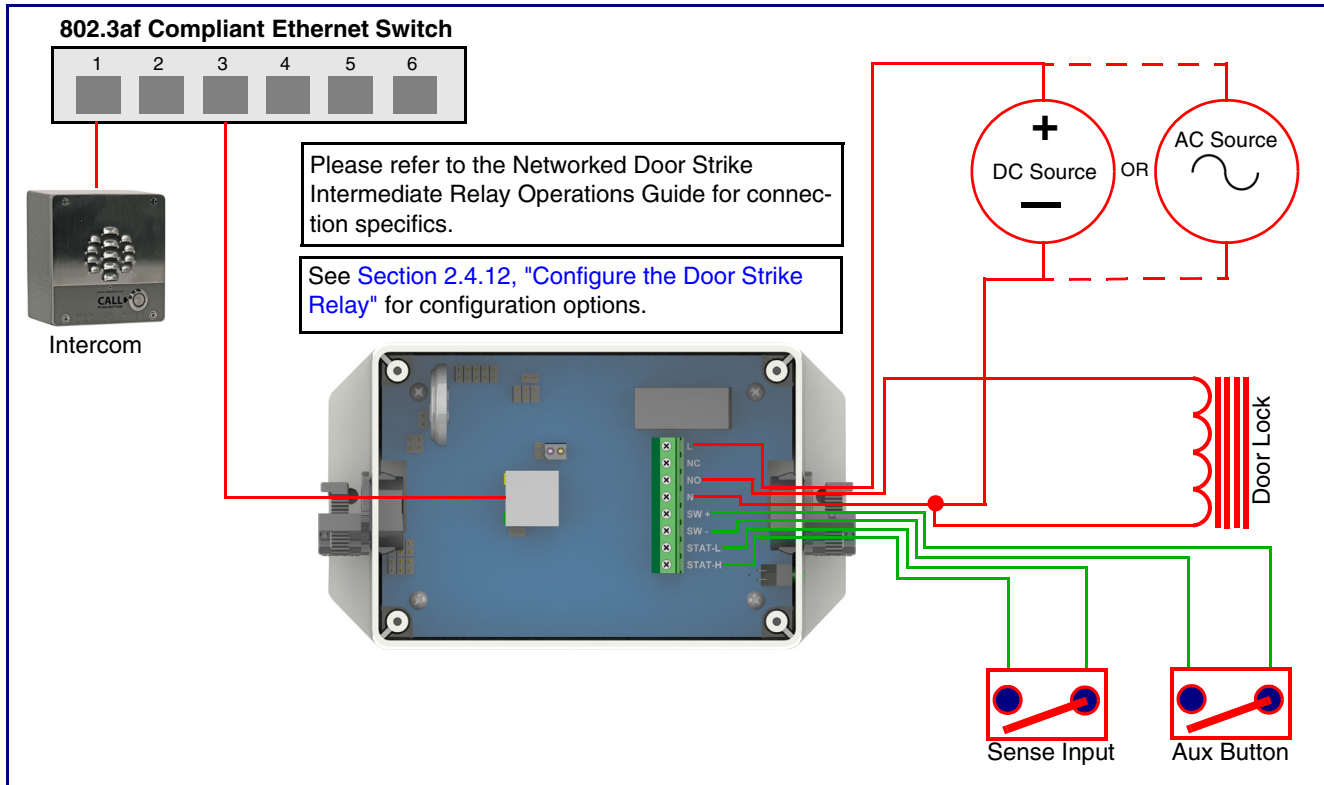 802.3af Compliant Ethernet Switch
1 2 3 4 5 6
Please refer to the Networked Door Strike
Intermediate Relay Operations Guide for connec-
tion specifics.
See Section 2.4.12, "Configure the Door Strike
Relay" for configuration options.
CALL
Intercom
+
DC Source
—
OR
AC Source
L
NC
NO
N
SW +
SW -
STAT-L
STAT-H
Door Lock
Sense Input
Aux Button